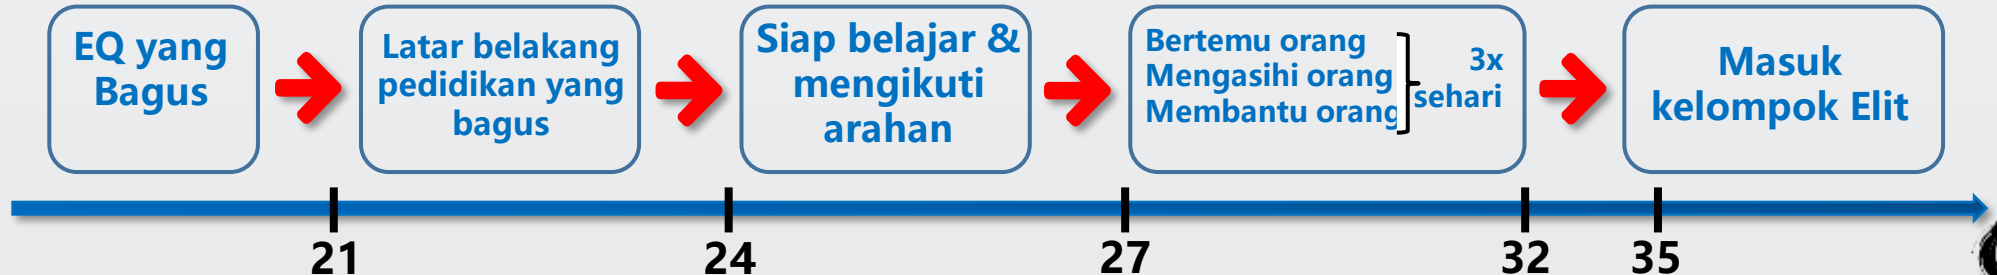 EQ yang
Bagus
Latar belakang
pedidikan yang
bagus
Siap belajar &
mengikuti
arahan
Bertemu orang
Mengasihi orang
Membantu orang
3x
sehari
Masuk
kelompok Elit
21
24
27
32
35